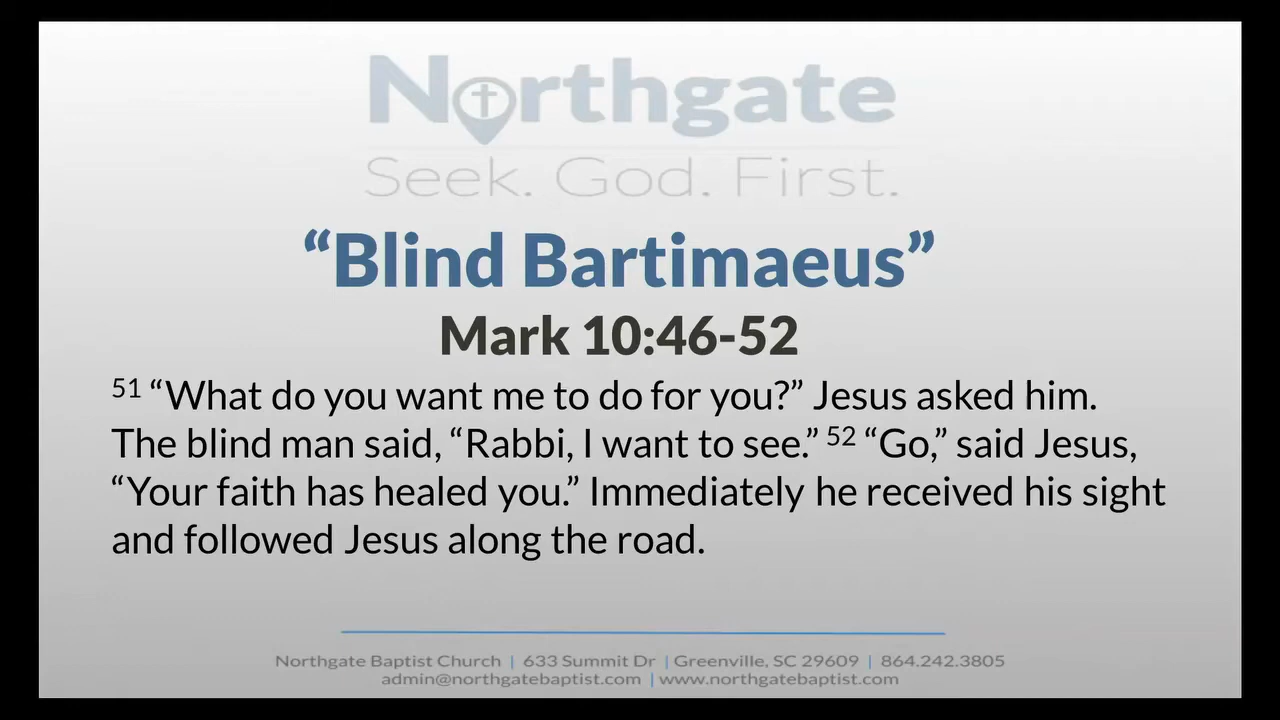 Northgate
Seek. God. First.
“Blind Bartimaeus”
Mark 10:46-52
51 “What do you want me to do for you?” Jesus asked him.
The blind man said, “Rabbi, I want to see.” 52 “Go,” said Jesus,
“Your faith has healed you.” Immediately he received his sight
and followed Jesus along the road.
Northgate Baptist Church | 633 Summit Dr | Greenville, SC 29609 | 864.242.3805
admin@northgatebaptist.com | www.northgatebaptist.com